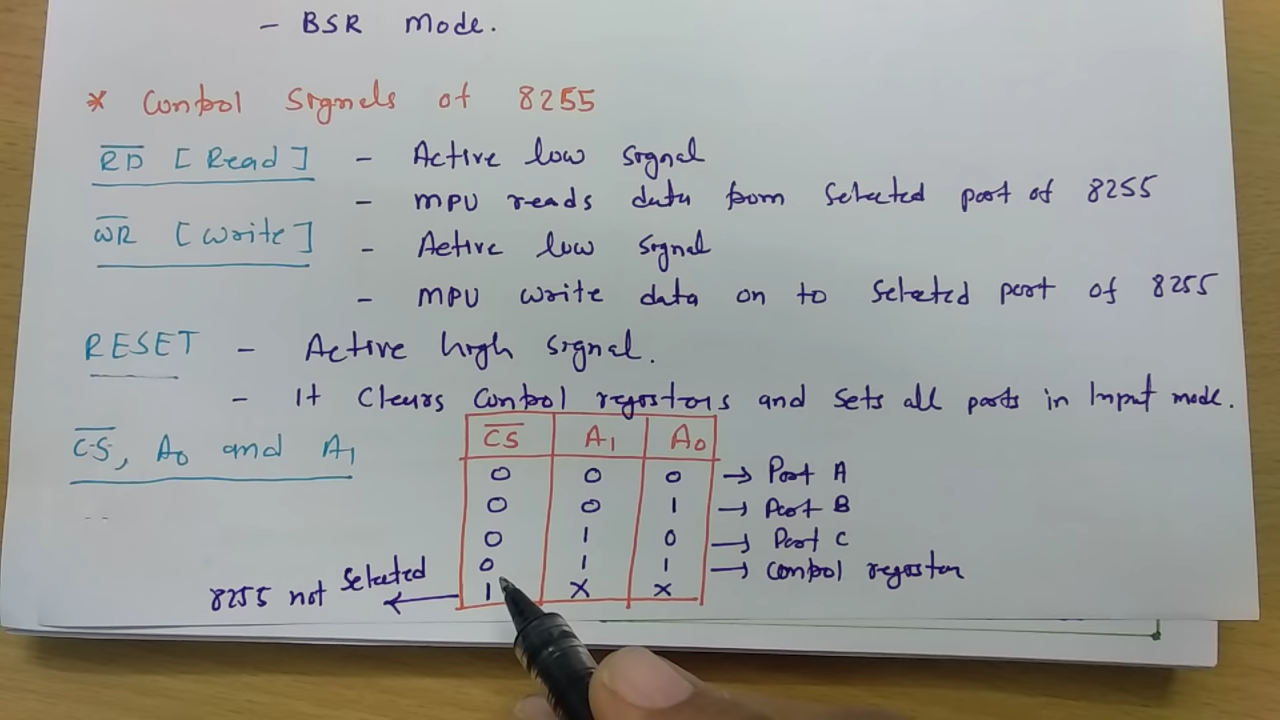 - BSR Mode.
* Control Signals of 8255
RD [Read] - Active low signal
- MPU reads data from selected port of 8255
WR [Write] - Active low signal
- MPU write data on to selected port of 8255
RESET - Active high signal.
- It clears control registors and sets all ports in Input mode.
CS, A0 and A1
CS A1 A0
0 0 0 → Port A
0 0 1 → Port B
0 1 0 → Port C
0 1 1 → Control registor
8255 not selected ← 1 X X